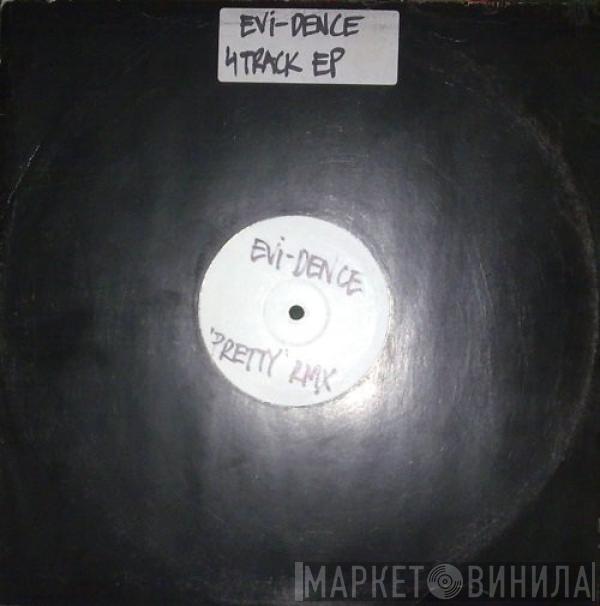 EVi-DENCE
4TRACK EP
EVi-DENCE
'PRETTY' RMX
МАРКЕТ ВИНИЛА